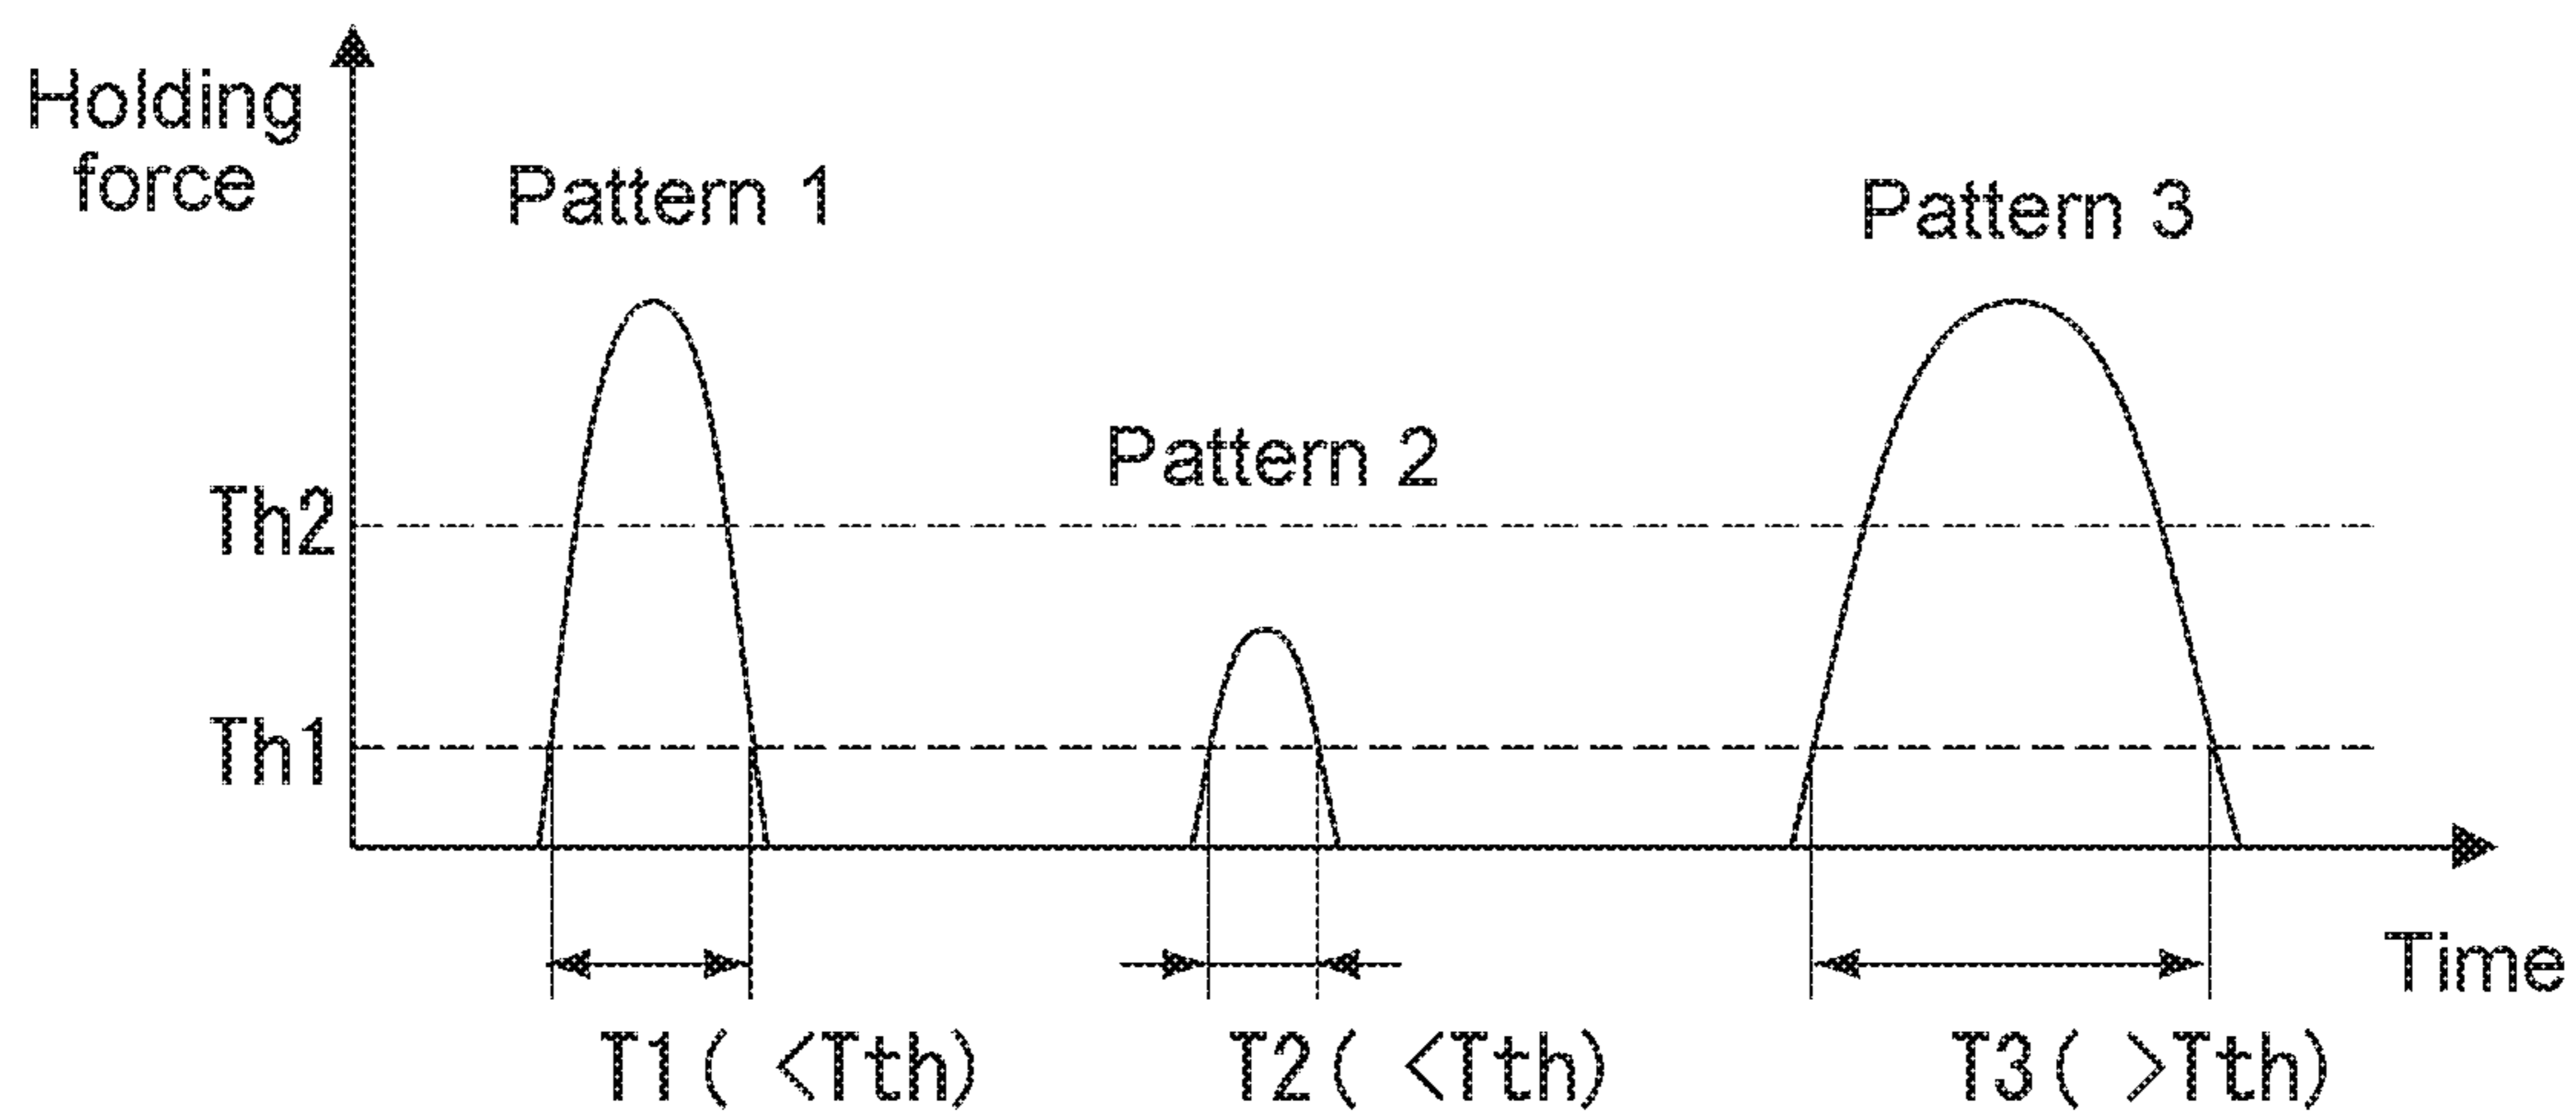 Holding
force
Pattern 1
Pattern 3
Pattern 2
Th2
Th1
Time
T1( <Tth)
T2( <Tth)
T3( >Tth)